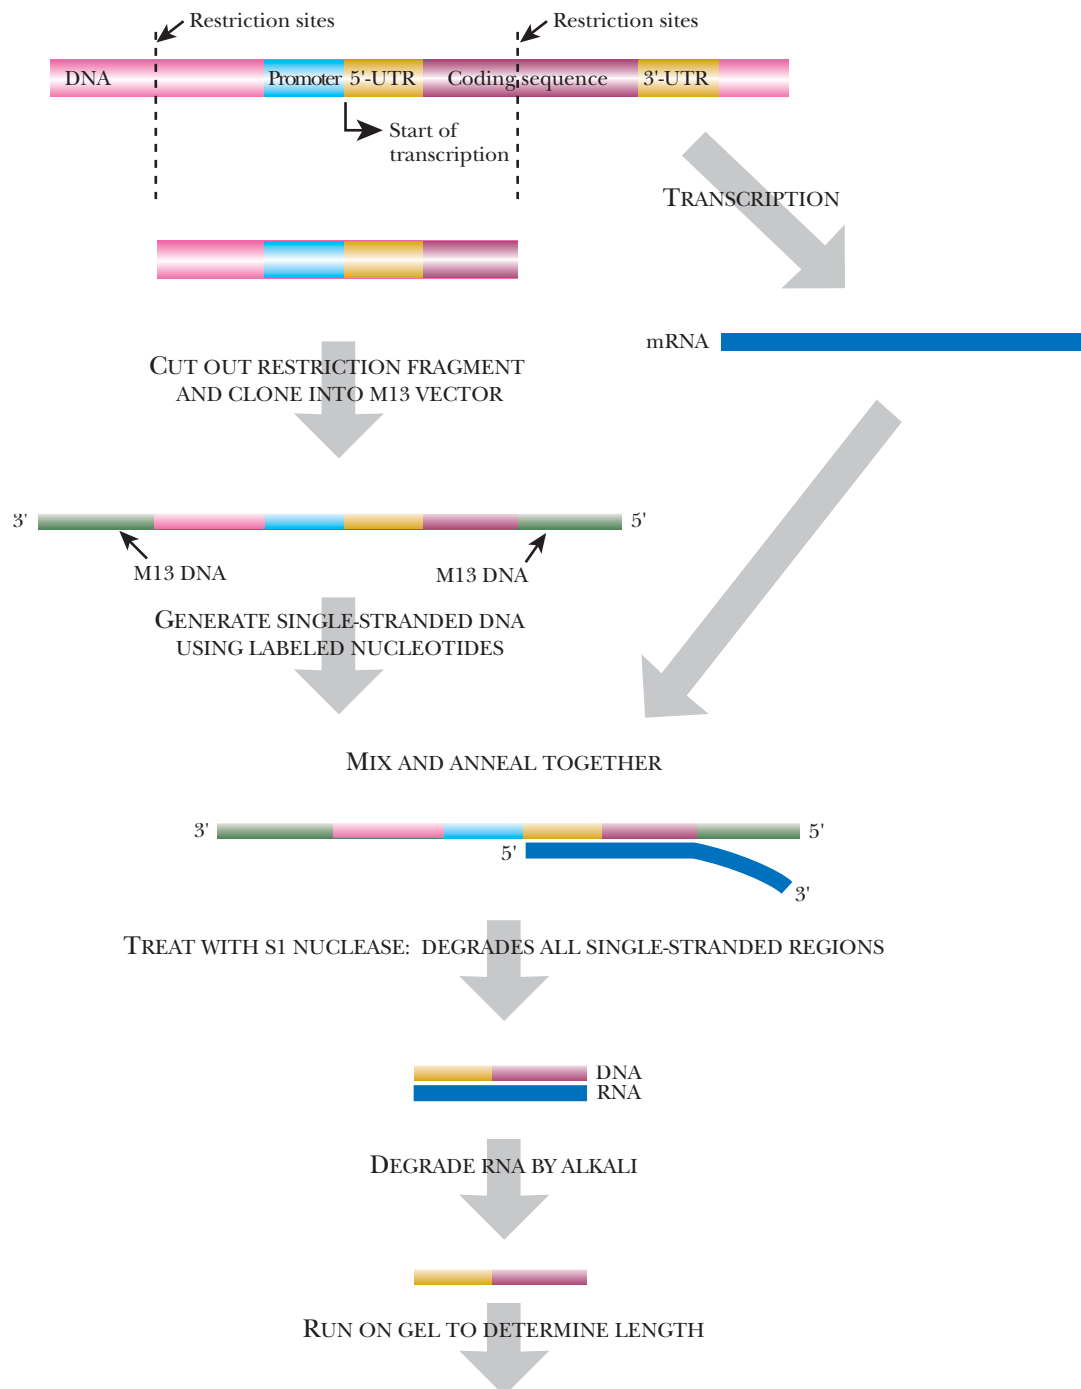 Restriction sites
Restriction sites
DNA
Promoter
5'-UTR
Coding sequence
3'-UTR
Start of
transcription
TRANSCRIPTION
mRNA
CUT OUT RESTRICTION FRAGMENT
AND CLONE INTO M13 VECTOR
3'
5'
M13 DNA
M13 DNA
GENERATE SINGLE-STRANDED DNA
USING LABELED NUCLEOTIDES
MIX AND ANNEAL TOGETHER
3'
5'
5'
3'
TREAT WITH S1 NUCLEASE: DEGRADES ALL SINGLE-STRANDED REGIONS
DNA
RNA
DEGRADE RNA BY ALKALI
RUN ON GEL TO DETERMINE LENGTH